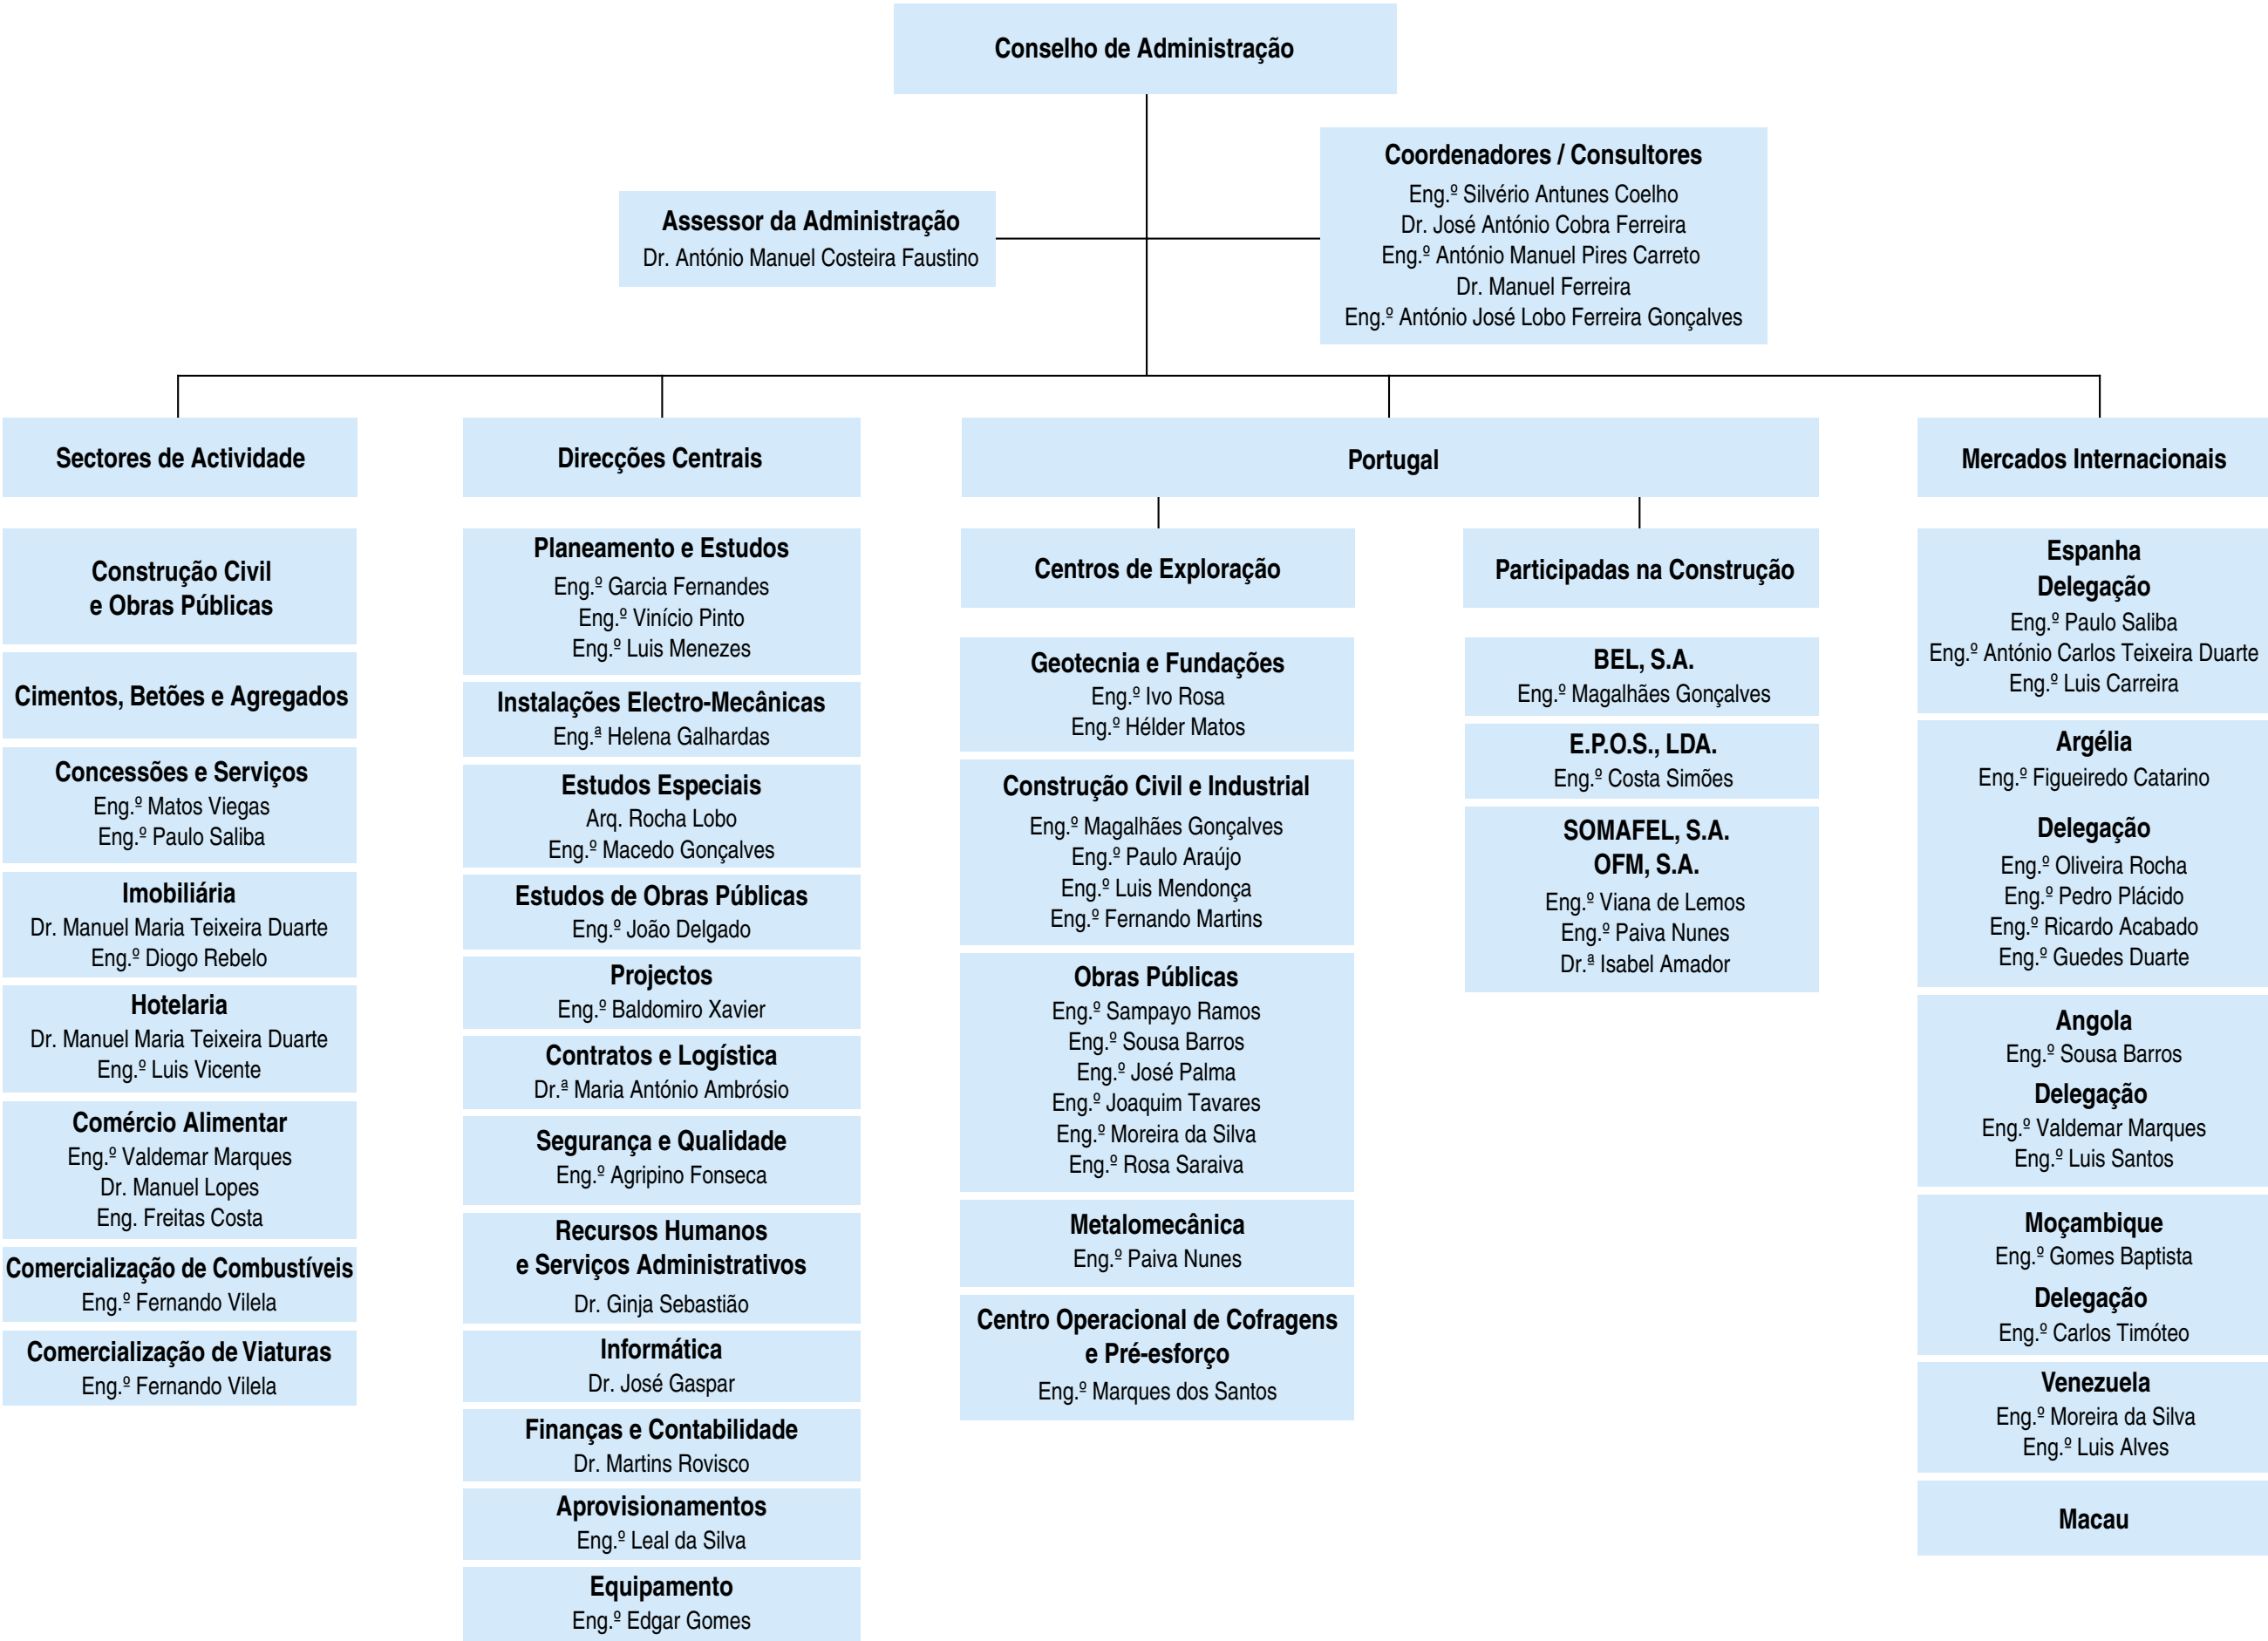 Conselho de Administração
Coordenadores / Consultores
Eng.º Silvério Antunes Coelho
Dr. José António Cobra Ferreira
Eng.º António Manuel Pires Carreto
Dr. Manuel Ferreira
Eng.º António José Lobo Ferreira Gonçalves
Assessor da Administração
Dr. António Manuel Costeira Faustino
Sectores de Actividade
Construção Civil
e Obras Públicas
Cimentos, Betões e Agregados
Concessões e Serviços
Eng.º Matos Viegas
Eng.º Paulo Saliba
Imobiliária
Dr. Manuel Maria Teixeira Duarte
Eng.º Diogo Rebelo
Hotelaria
Dr. Manuel Maria Teixeira Duarte
Eng.º Luis Vicente
Comércio Alimentar
Eng.º Valdemar Marques
Dr. Manuel Lopes
Eng. Freitas Costa
Comercialização de Combustíveis
Eng.º Fernando Vilela
Comercialização de Viaturas
Eng.º Fernando Vilela
Direcções Centrais
Planeamento e Estudos
Eng.º Garcia Fernandes
Eng.º Vinício Pinto
Eng.º Luis Menezes
Instalações Electro-Mecânicas
Eng.ª Helena Galhardas
Estudos Especiais
Arq. Rocha Lobo
Eng.º Macedo Gonçalves
Estudos de Obras Públicas
Eng.º João Delgado
Projectos
Eng.º Baldomiro Xavier
Contratos e Logística
Dr.ª Maria António Ambrósio
Segurança e Qualidade
Eng.º Agripino Fonseca
Recursos Humanos
e Serviços Administrativos
Dr. Ginja Sebastião
Informática
Dr. José Gaspar
Finanças e Contabilidade
Dr. Martins Rovisco
Aprovisionamentos
Eng.º Leal da Silva
Equipamento
Eng.º Edgar Gomes
Portugal
Centros de Exploração
Geotecnia e Fundações
Eng.º Ivo Rosa
Eng.º Hélder Matos
Construção Civil e Industrial
Eng.º Magalhães Gonçalves
Eng.º Paulo Araújo
Eng.º Luis Mendonça
Eng.º Fernando Martins
Obras Públicas
Eng.º Sampayo Ramos
Eng.º Sousa Barros
Eng.º José Palma
Eng.º Joaquim Tavares
Eng.º Moreira da Silva
Eng.º Rosa Saraiva
Metalomecânica
Eng.º Paiva Nunes
Centro Operacional de Cofragens
e Pré-esforço
Eng.º Marques dos Santos
Participadas na Construção
BEL, S.A.
Eng.º Magalhães Gonçalves
E.P.O.S., LDA.
Eng.º Costa Simões
SOMAFEL, S.A.
OFM, S.A.
Eng.º Viana de Lemos
Eng.º Paiva Nunes
Dr.ª Isabel Amador
Mercados Internacionais
Espanha
Delegação
Eng.º Paulo Saliba
Eng.º António Carlos Teixeira Duarte
Eng.º Luis Carreira
Argélia
Eng.º Figueiredo Catarino
Delegação
Eng.º Oliveira Rocha
Eng.º Pedro Plácido
Eng.º Ricardo Acabado
Eng.º Guedes Duarte
Angola
Eng.º Sousa Barros
Delegação
Eng.º Valdemar Marques
Eng.º Luis Santos
Moçambique
Eng.º Gomes Baptista
Delegação
Eng.º Carlos Timóteo
Venezuela
Eng.º Moreira da Silva
Eng.º Luis Alves
Macau